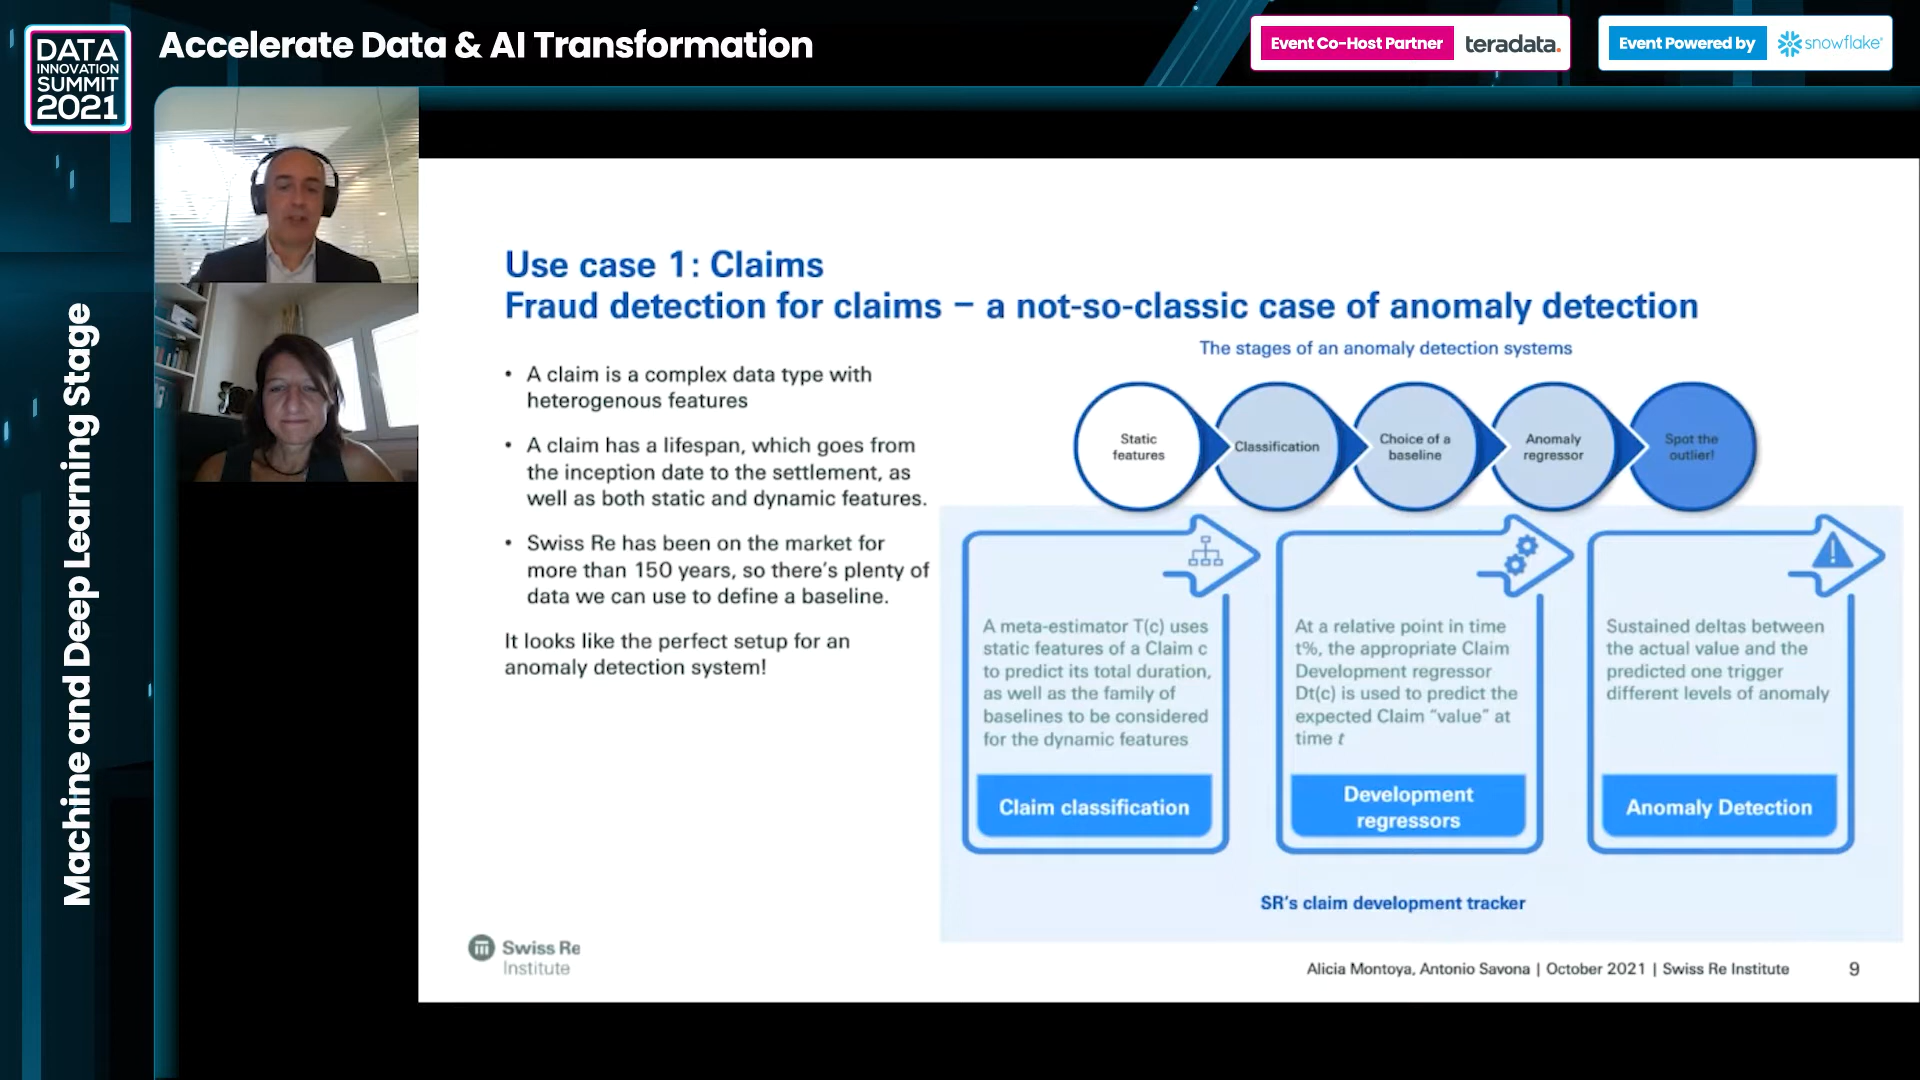 DATA
INNOVATION
SUMMIT
2021
Accelerate Data & AI Transformation
Event Co-Host Partner
teradata.
Event Powered by
snowflake®
Machine and Deep Learning Stage
Use case 1: Claims
Fraud detection for claims – a not-so-classic case of anomaly detection
• A claim is a complex data type with
heterogenous features
• A claim has a lifespan, which goes from
the inception date to the settlement, as
well as both static and dynamic features.
• Swiss Re has been on the market for
more than 150 years, so there's plenty of
data we can use to define a baseline.
It looks like the perfect setup for an
anomaly detection system!
The stages of an anomaly detection systems
Static
features
Classification
Choice of a
baseline
Anomaly
regressor
Spot the
outlier!
A meta-estimator T(c) uses
static features of a Claim c
to predict its total duration,
as well as the family of
baselines to be considered
for the dynamic features
Claim classification
At a relative point in time
t%, the appropriate Claim
Development regressor
Dt(c) is used to predict the
expected Claim "value" at
time t
Development
regressors
Sustained deltas between
the actual value and the
predicted one trigger
different levels of anomaly
Anomaly Detection
SR's claim development tracker
Swiss Re
Institute
Alicia Montoya, Antonio Savona | October 2021 | Swiss Re Institute
9